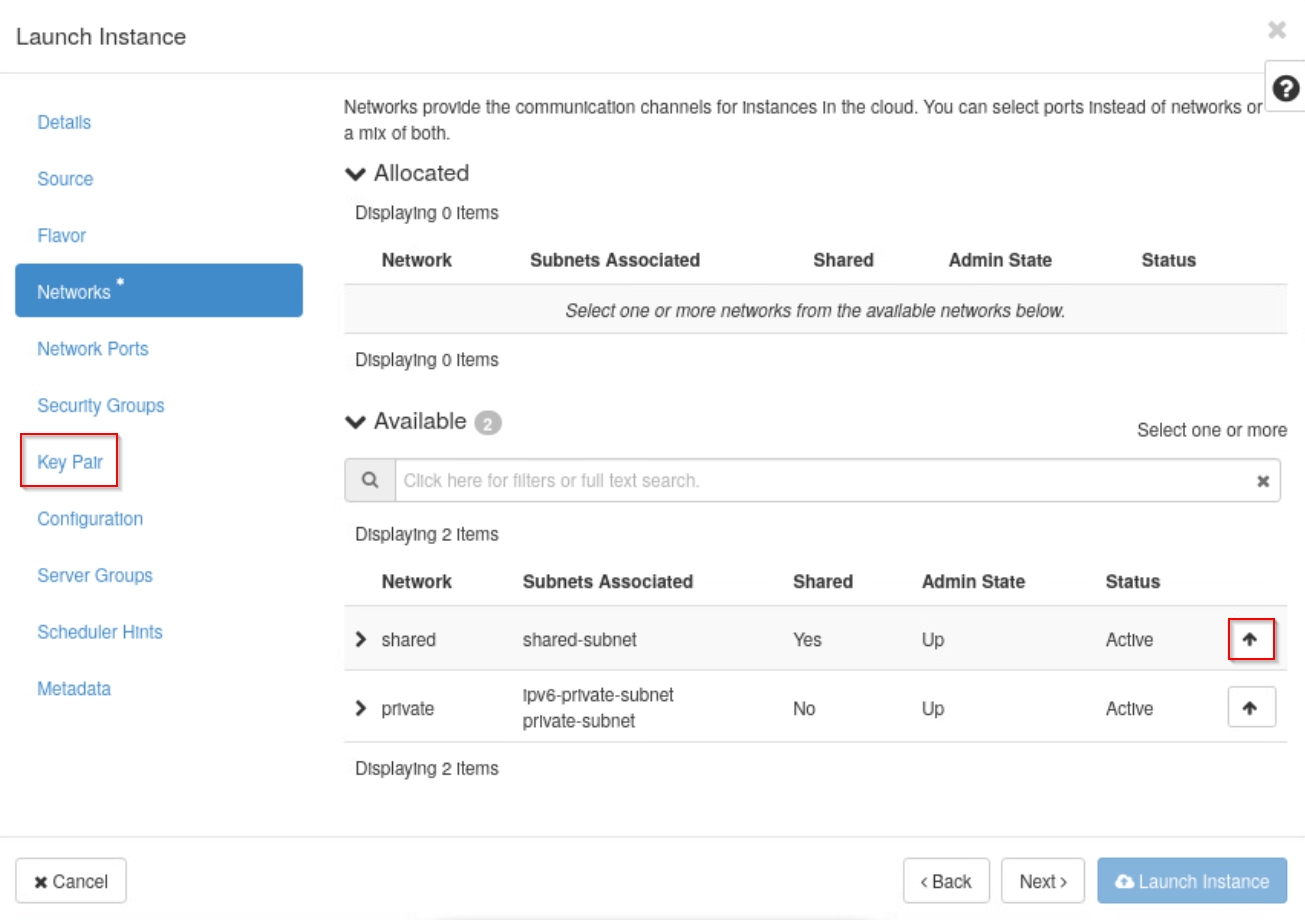 Launch Instance
Details
Source
Flavor
Networks *
Network Ports
Security Groups
Key Pair
Configuration
Server Groups
Scheduler Hints
Metadata
Networks provide the communication channels for instances in the cloud. You can select ports instead of networks or
a mix of both.
Allocated
Displaying 0 items
Network Subnets Associated Shared Admin State Status
Select one or more networks from the available networks below.
Displaying 0 items
Available 2
Select one or more
Click here for filters or full text search.
Displaying 2 items
Network Subnets Associated Shared Admin State Status
shared shared-subnet Yes Up Active
private ipv6-private-subnet No Up Active
private-subnet
Displaying 2 items
Cancel
< Back Next > Launch Instance